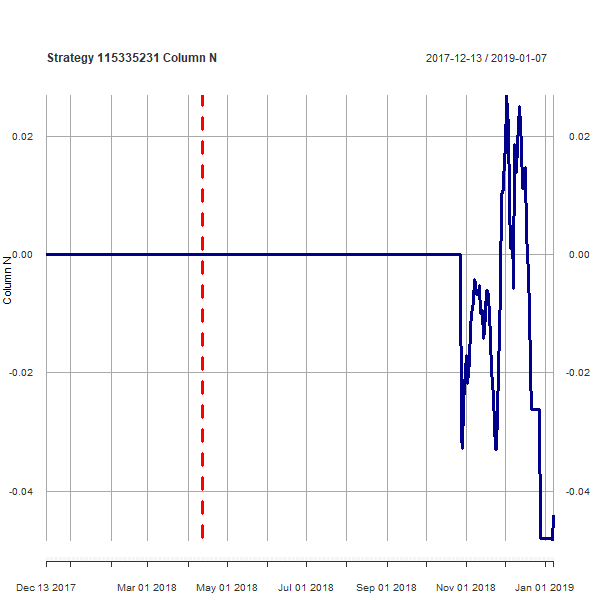 Strategy 115335231 Column N
2017-12-13 / 2019-01-07
0.02 0.02
0.00 0.00
-0.02 -0.02
-0.04 -0.04
Column N
Dec 13 2017 Mar 01 2018 May 01 2018 Jul 01 2018 Sep 01 2018 Nov 01 2018 Jan 01 2019